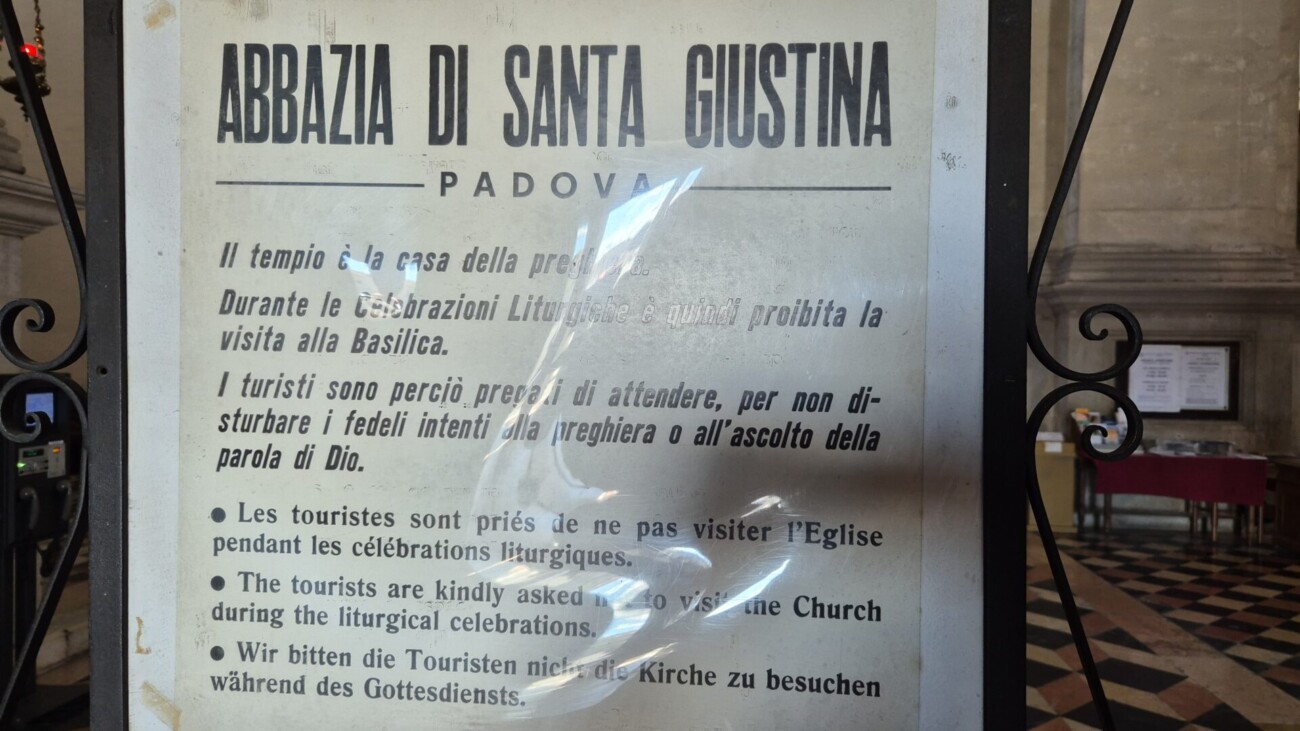 ABBAZIA DI SANTA GIUSTINA
PADOVA
Il tempio è la casa della preghiera.
Durante le Celebrazioni Liturgiche è quindi proibita la
visita alla Basilica.
I turisti sono perciò pregati di attendere, per non di-
sturbare i fedeli intenti alla preghiera o all'ascolto della
parola di Dio.
● Les touristes sont priés de ne pas visiter l'Eglise
pendant les célébrations liturgiques.
● The tourists are kindly asked not to visit the Church
during the liturgical celebrations.
● Wir bitten die Touristen nicht die Kirche zu besuchen
während des Gottesdiensts.